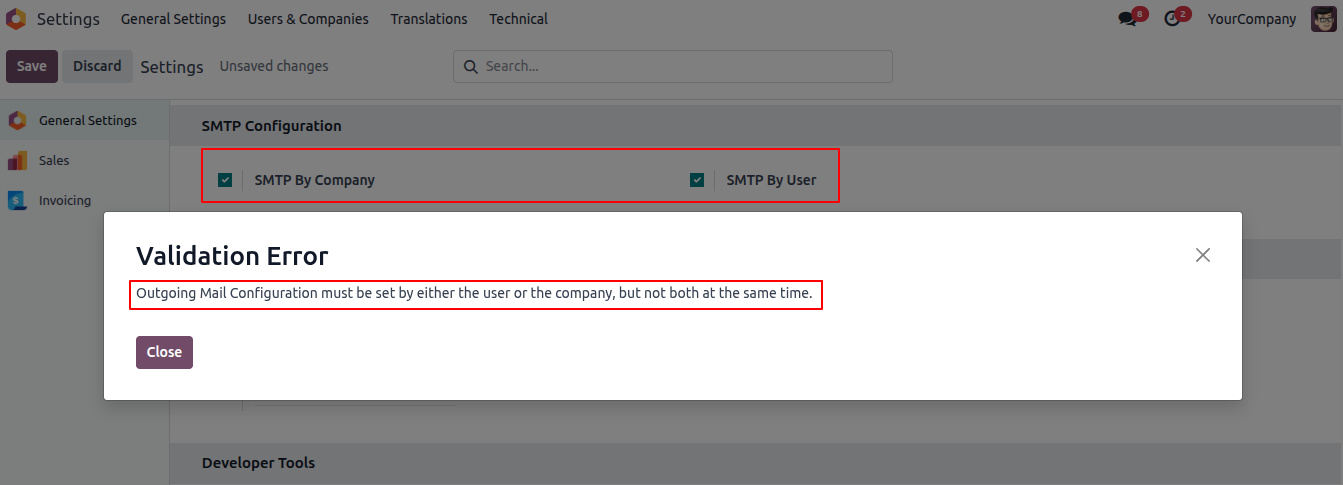 Settings General Settings Users & Companies Translations Technical 8 2 YourCompany
Save Discard Settings Unsaved changes Search...
General Settings
Sales
Invoicing
SMTP Configuration
SMTP By Company SMTP By User
Validation Error
Outgoing Mail Configuration must be set by either the user or the company, but not both at the same time.
Close
Developer Tools